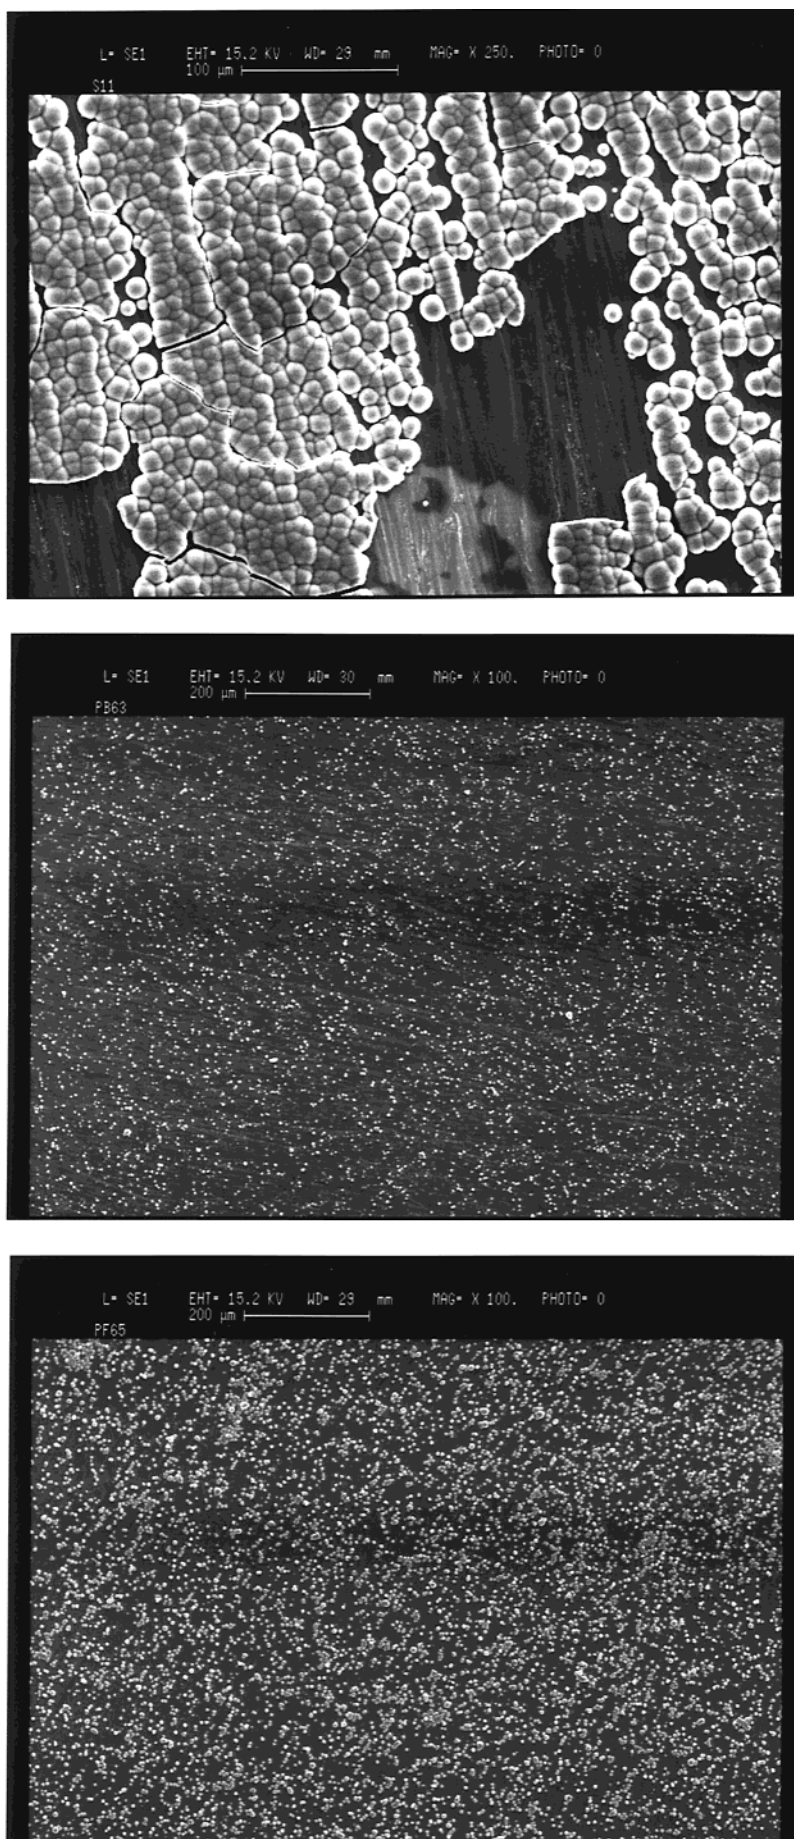 L= SE1 EHT= 15.2 KV WD= 29 mm MAG= X 250. PHOTO= 0
100 µm
S11
L= SE1 EHT= 15.2 KV WD= 30 mm MAG= X 100. PHOTO= 0
200 µm
PB63
L= SE1 EHT= 15.2 KV WD= 29 mm MAG= X 100. PHOTO= 0
200 µm
PF65